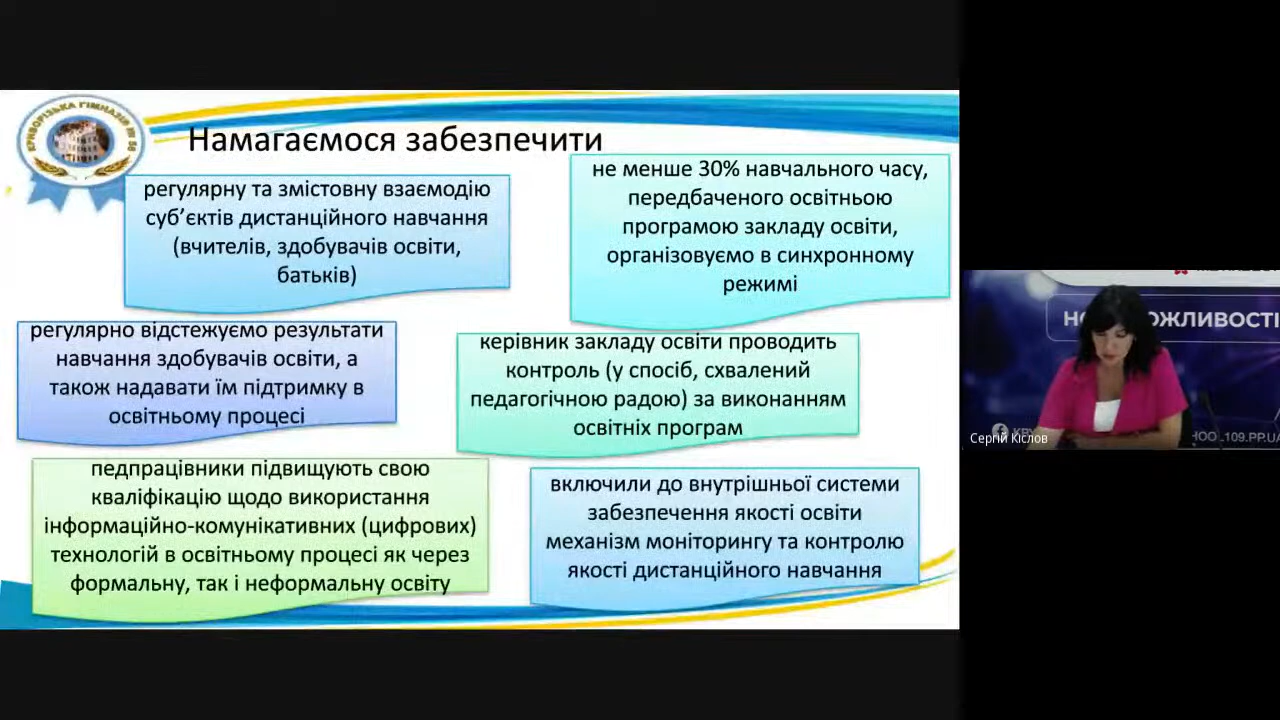 КРИВОРІЗЬКА ГІМНАЗІЯ № 58
Намагаємося забезпечити
регулярну та змістовну взаємодію
суб’єктів дистанційного навчання
(вчителів, здобувачів освіти,
батьків)
не менше 30% навчального часу,
передбаченого освітньою
програмою закладу освіти,
організовуємо в синхронному
режимі
регулярно відстежуємо результати
навчання здобувачів освіти, а
також надавати їм підтримку в
освітньому процесі
керівник закладу освіти проводить
контроль (у спосіб, схвалений
педагогічною радою) за виконанням
освітніх програм
педпрацівники підвищують свою
кваліфікацію щодо використання
інформаційно-комунікативних (цифрових)
технологій в освітньому процесі як через
формальну, так і неформальну освіту
включили до внутрішньої системи
забезпечення якості освіти
механізм моніторингу та контролю
якості дистанційного навчання
Сергій Кіслов